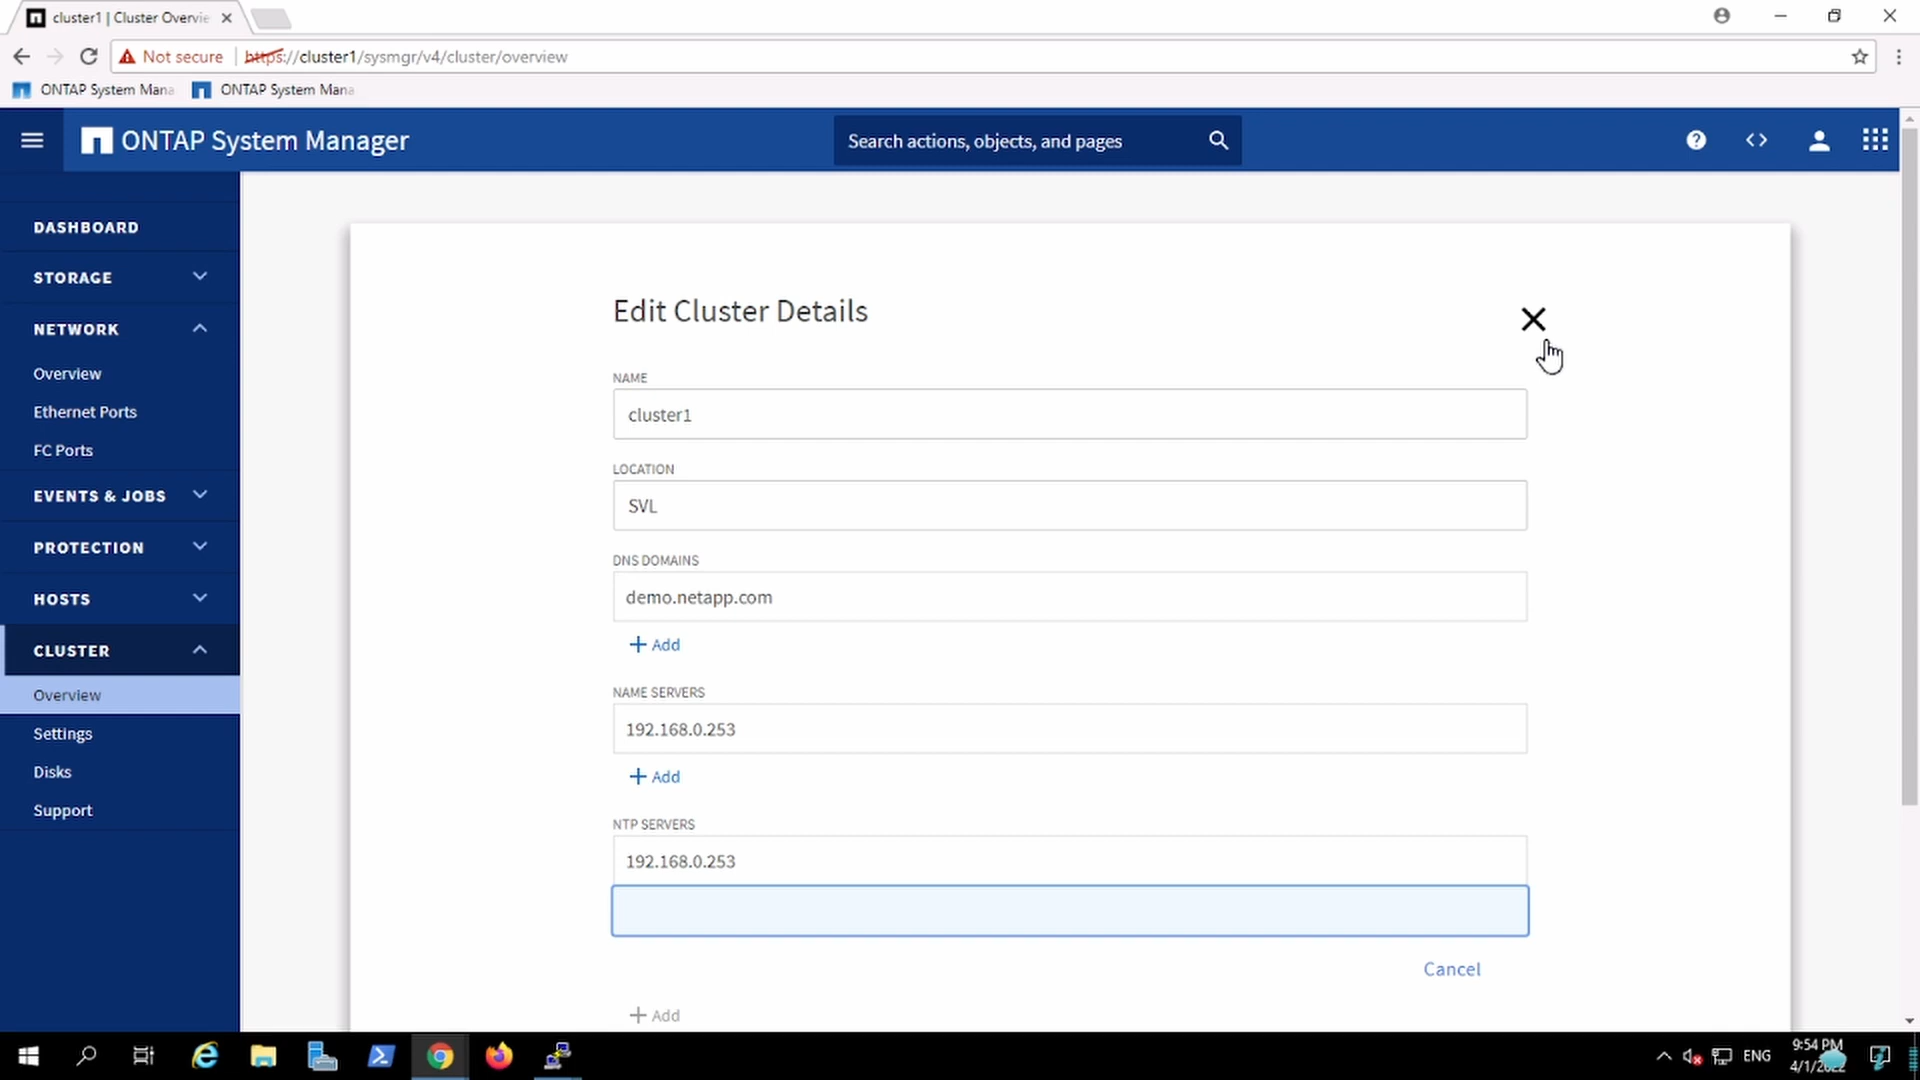 cluster1 | Cluster Overvie
Not secure https://cluster1/sysmgr/v4/cluster/overview
ONTAP System Mana ONTAP System Mana
ONTAP System Manager
Search actions, objects, and pages
DASHBOARD
STORAGE
NETWORK
Overview
Ethernet Ports
FC Ports
EVENTS & JOBS
PROTECTION
HOSTS
CLUSTER
Overview
Settings
Disks
Support
Edit Cluster Details
NAME
cluster1
LOCATION
SVL
DNS DOMAINS
demo.netapp.com
+ Add
NAME SERVERS
192.168.0.253
+ Add
NTP SERVERS
192.168.0.253
Cancel
+ Add
ENG
9:54 PM